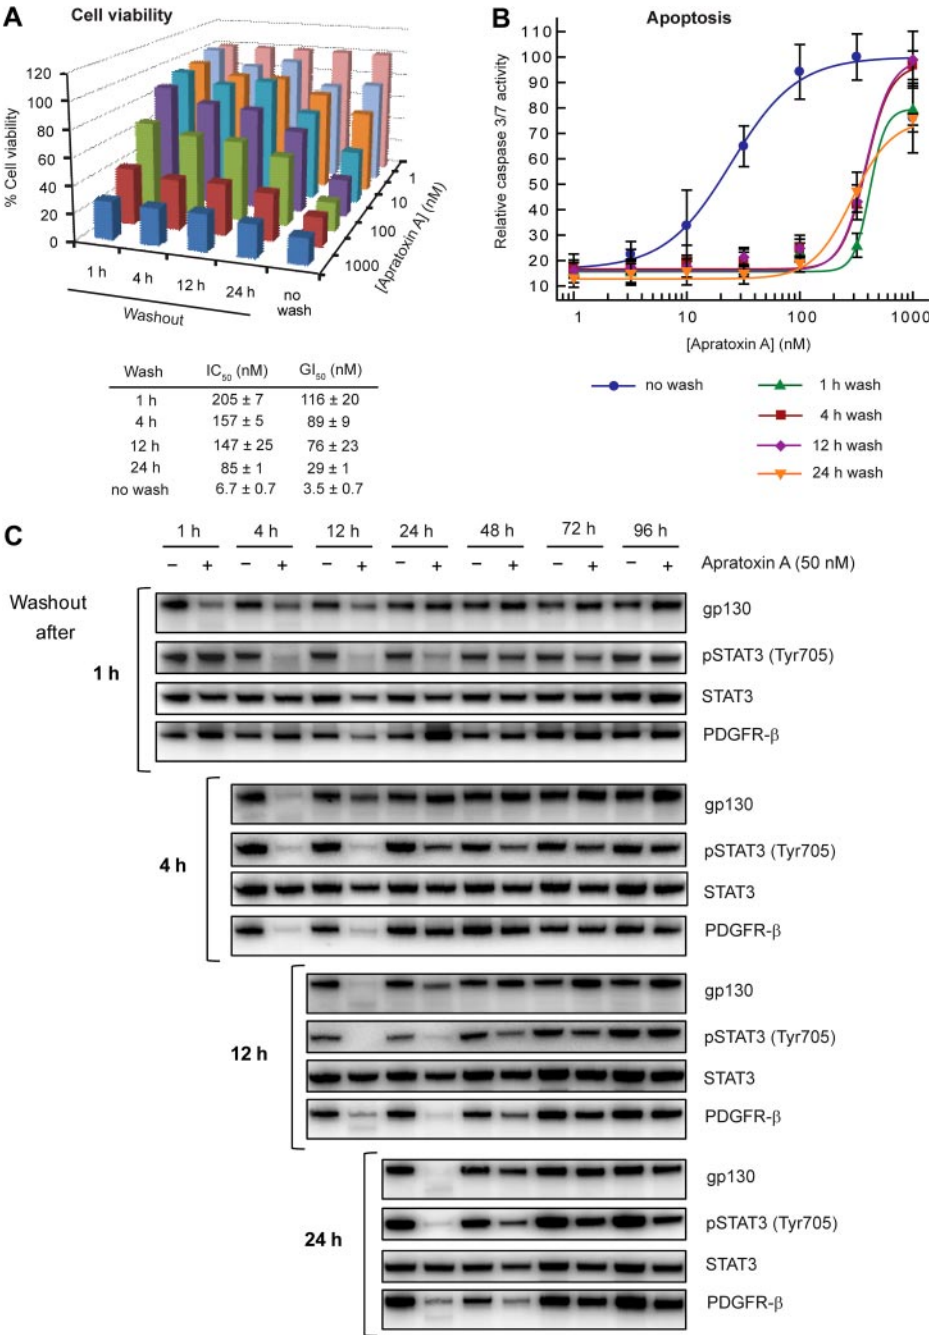 A
Cell viability
% Cell viability
120
100
80
60
40
20
0
1 h
4 h
12 h
24 h
no wash
Washout
1
10
100
1000
[Apratoxin A] (nM)
Wash IC50 (nM) GI50 (nM)
1 h 205 ± 7 116 ± 20
4 h 157 ± 5 89 ± 9
12 h 147 ± 25 76 ± 23
24 h 85 ± 1 29 ± 1
no wash 6.7 ± 0.7 3.5 ± 0.7
B
Apoptosis
Relative caspase 3/7 activity
110
100
90
80
70
60
50
40
30
20
10
1 10 100 1000
[Apratoxin A] (nM)
no wash
1 h wash
4 h wash
12 h wash
24 h wash
C
1 h 4 h 12 h 24 h 48 h 72 h 96 h
− + − + − + − + − + − + − + Apratoxin A (50 nM)
Washout
after
1 h
gp130
pSTAT3 (Tyr705)
STAT3
PDGFR-β
4 h
gp130
pSTAT3 (Tyr705)
STAT3
PDGFR-β
12 h
gp130
pSTAT3 (Tyr705)
STAT3
PDGFR-β
24 h
gp130
pSTAT3 (Tyr705)
STAT3
PDGFR-β